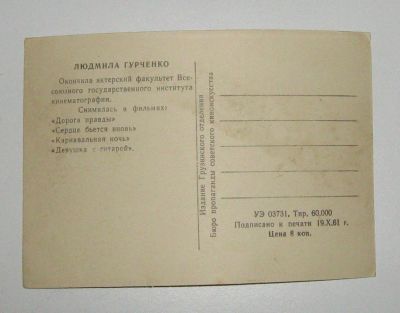 ЛЮДМИЛА ГУРЧЕНКО
Окончила актерский факультет Все-
союзного государственного института
кинематографии.
Снималась в фильмах:
«Дорога правды»
«Сердце бьется вновь»
«Карнавальная ночь»
«Девушка с гитарой».
Издание Грузинского отделения
Бюро пропаганды советского киноискусства
УЭ 03731. Тир. 60.000
Подписано к печати 19.X.61 г.
Цена 8 коп.